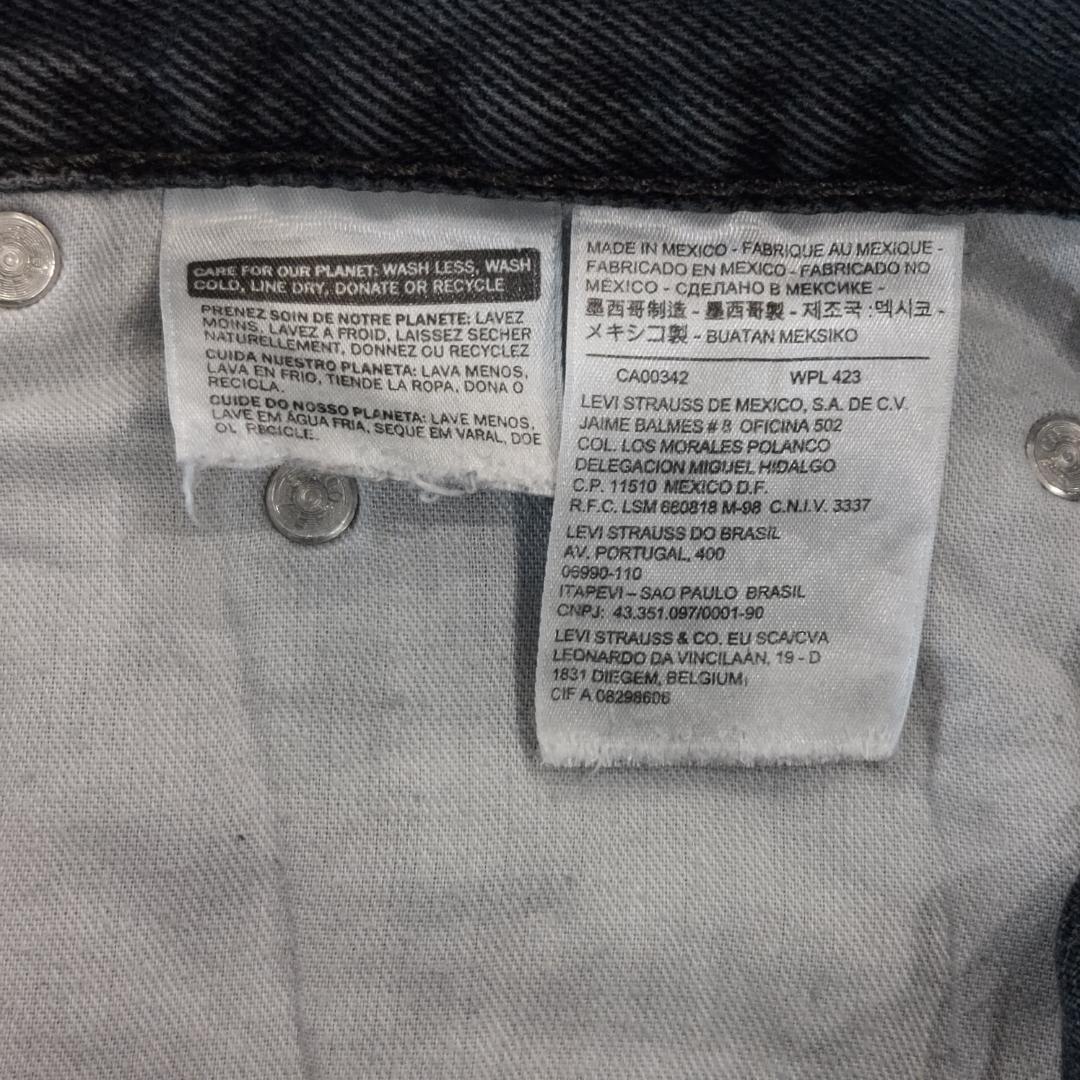 CARE FOR OUR PLANET: WASH LESS, WASH
COLD, LINE DRY, DONATE OR RECYCLE
PRENEZ SOIN DE NOTRE PLANETE: LAVEZ
MOINS, LAVEZ A FROID, LAISSEZ SECHER
NATURELLEMENT, DONNEZ OU RECYCLEZ
CUIDA NUESTRO PLANETA: LAVA MENOS,
LAVA EN FRIO, TIENDE LA ROPA, DONA O
RECICLA.
CUIDE DO NOSSO PLANETA: LAVE MENOS,
LAVE EM ÁGUA FRIA, SEQUE EM VARAL, DOE
OU RECICLE.
MADE IN MEXICO - FABRIQUE AU MEXIQUE -
FABRICADO EN MEXICO - FABRICADO NO
MÉXICO - СДЕЛАНО В МЕКСИКЕ -
墨西哥制造 - 墨西哥製 - 제조국 :멕시코 -
メキシコ製 - BUATAN MEKSIKO
CA00342 WPL 423
LEVI STRAUSS DE MEXICO, S.A. DE C.V.
JAIME BALMES # 8 OFICINA 502
COL. LOS MORALES POLANCO
DELEGACION MIGUEL HIDALGO
C.P. 11510 MEXICO D.F.
R.F.C. LSM 680818 M-98 C.N.I.V. 3337
LEVI STRAUSS DO BRASIL
AV. PORTUGAL, 400
06990-110
ITAPEVI – SAO PAULO BRASIL
CNPJ: 43.351.097/0001-90
LEVI STRAUSS & CO. EU SCA/CVA
LEONARDO DA VINCILAAN, 19 - D
1831 DIEGEM, BELGIUM
CIF A 08298606